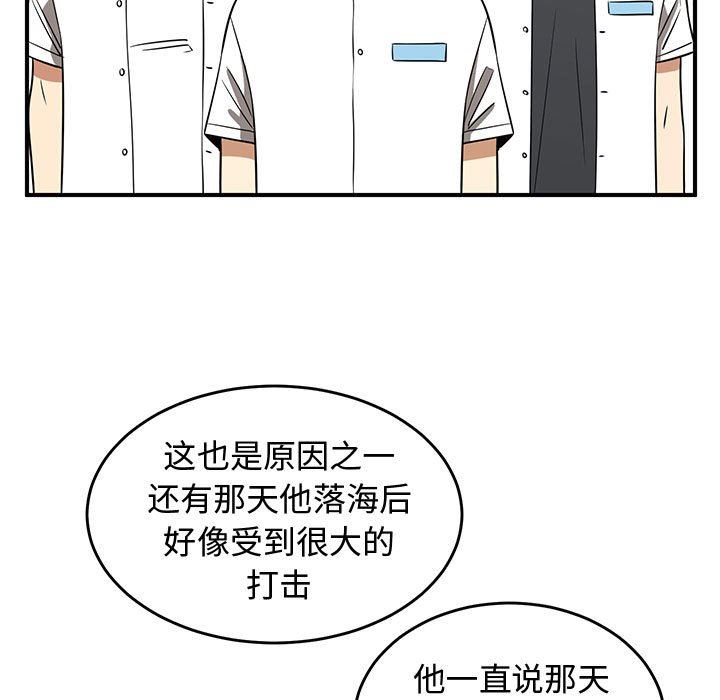 这也是原因之一
还有那天他落海后
好像受到很大的
打击
他一直说那天